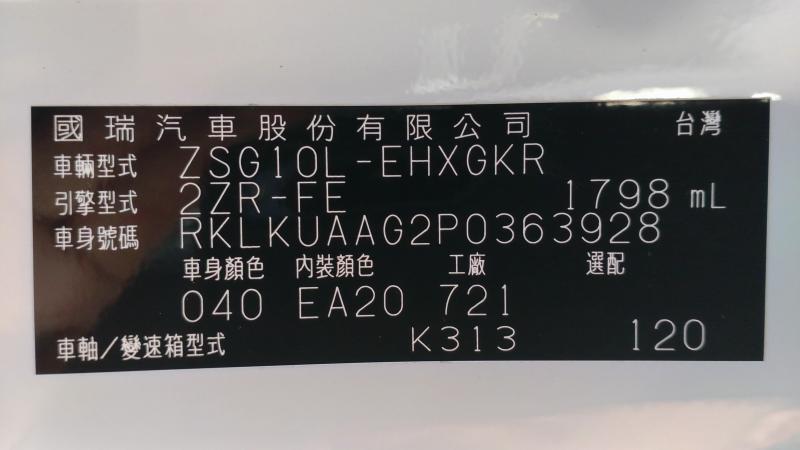 國瑞汽車股份有限公司 台灣
車輛型式 ZSG10L-EHXGKR
引擎型式 2ZR-FE 1798 mL
車身號碼 RKLKUAAG2P0363928
車身顏色 內裝顏色 工廠 選配
040 EA20 721
車軸/變速箱型式 K313 120